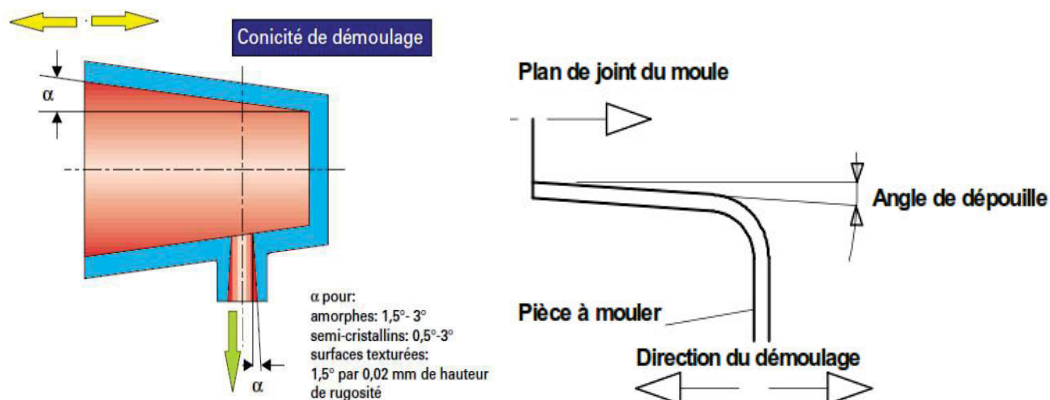 Conicité de démoulage
α
α pour:
amorphes: 1,5°- 3°
semi-cristallins: 0,5°-3°
surfaces texturées:
1,5° par 0,02 mm de hauteur
de rugosité
α
Plan de joint du moule
Angle de dépouille
Pièce à mouler
Direction du démoulage